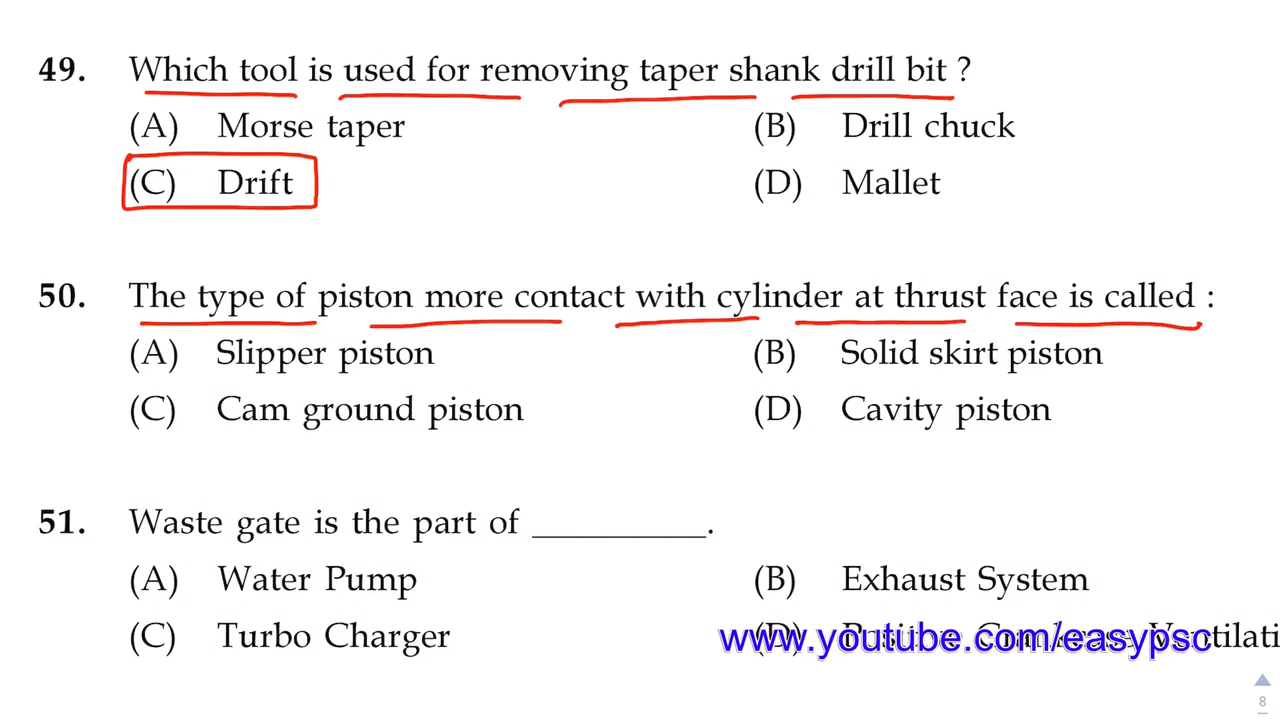 49. Which tool is used for removing taper shank drill bit ?
(A) Morse taper (B) Drill chuck
(C) Drift (D) Mallet
50. The type of piston more contact with cylinder at thrust face is called :
(A) Slipper piston (B) Solid skirt piston
(C) Cam ground piston (D) Cavity piston
51. Waste gate is the part of __________.
(A) Water Pump (B) Exhaust System
(C) Turbo Charger (D)
www.youtube.com/easypsc
8